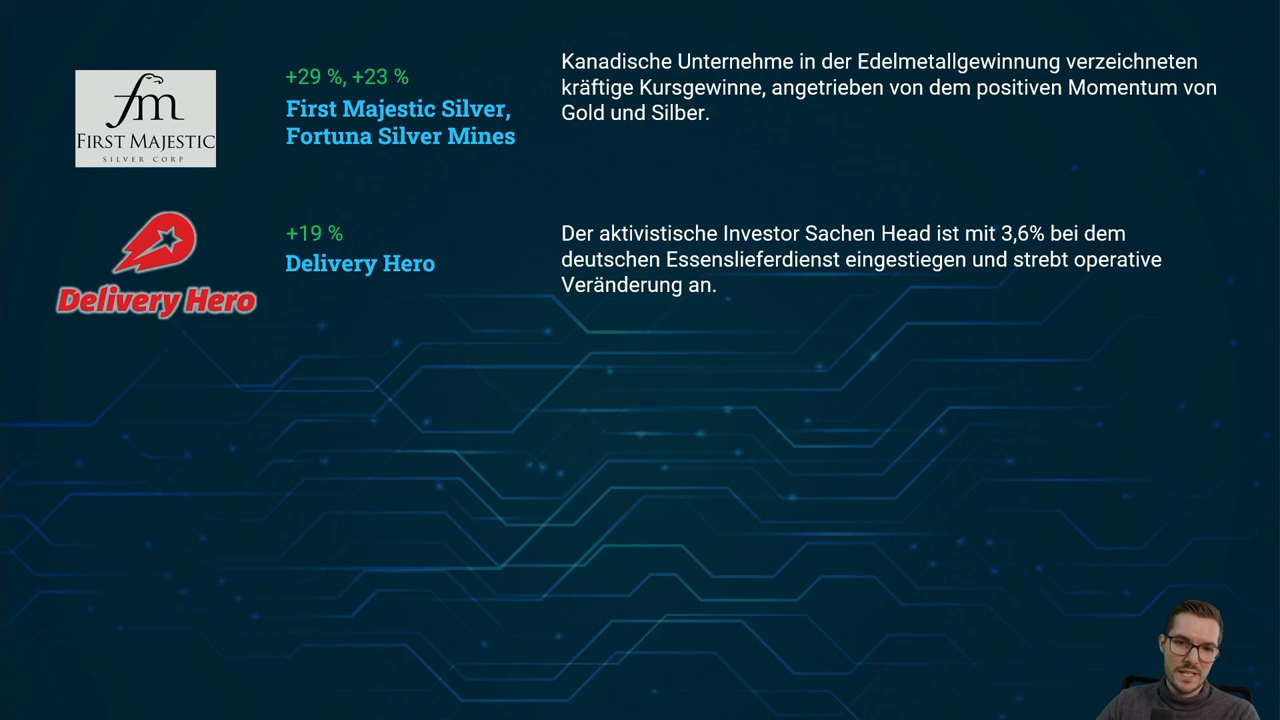 fm
FIRST MAJESTIC
SILVER CORP
+29 %, +23 %
First Majestic Silver,
Fortuna Silver Mines
Kanadische Unternehme in der Edelmetallgewinnung verzeichneten
kräftige Kursgewinne, angetrieben von dem positiven Momentum von
Gold und Silber.
Delivery Hero
+19 %
Delivery Hero
Der aktivistische Investor Sachen Head ist mit 3,6% bei dem
deutschen Essenslieferdienst eingestiegen und strebt operative
Veränderung an.